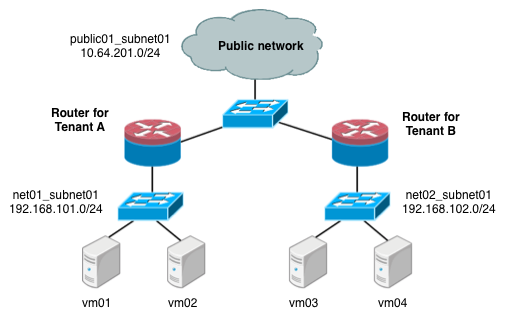 public01_subnet01
10.64.201.0/24
Public network
Router for
Tenant A
Router for
Tenant B
net01_subnet01
192.168.101.0/24
net02_subnet01
192.168.102.0/24
vm01
vm02
vm03
vm04